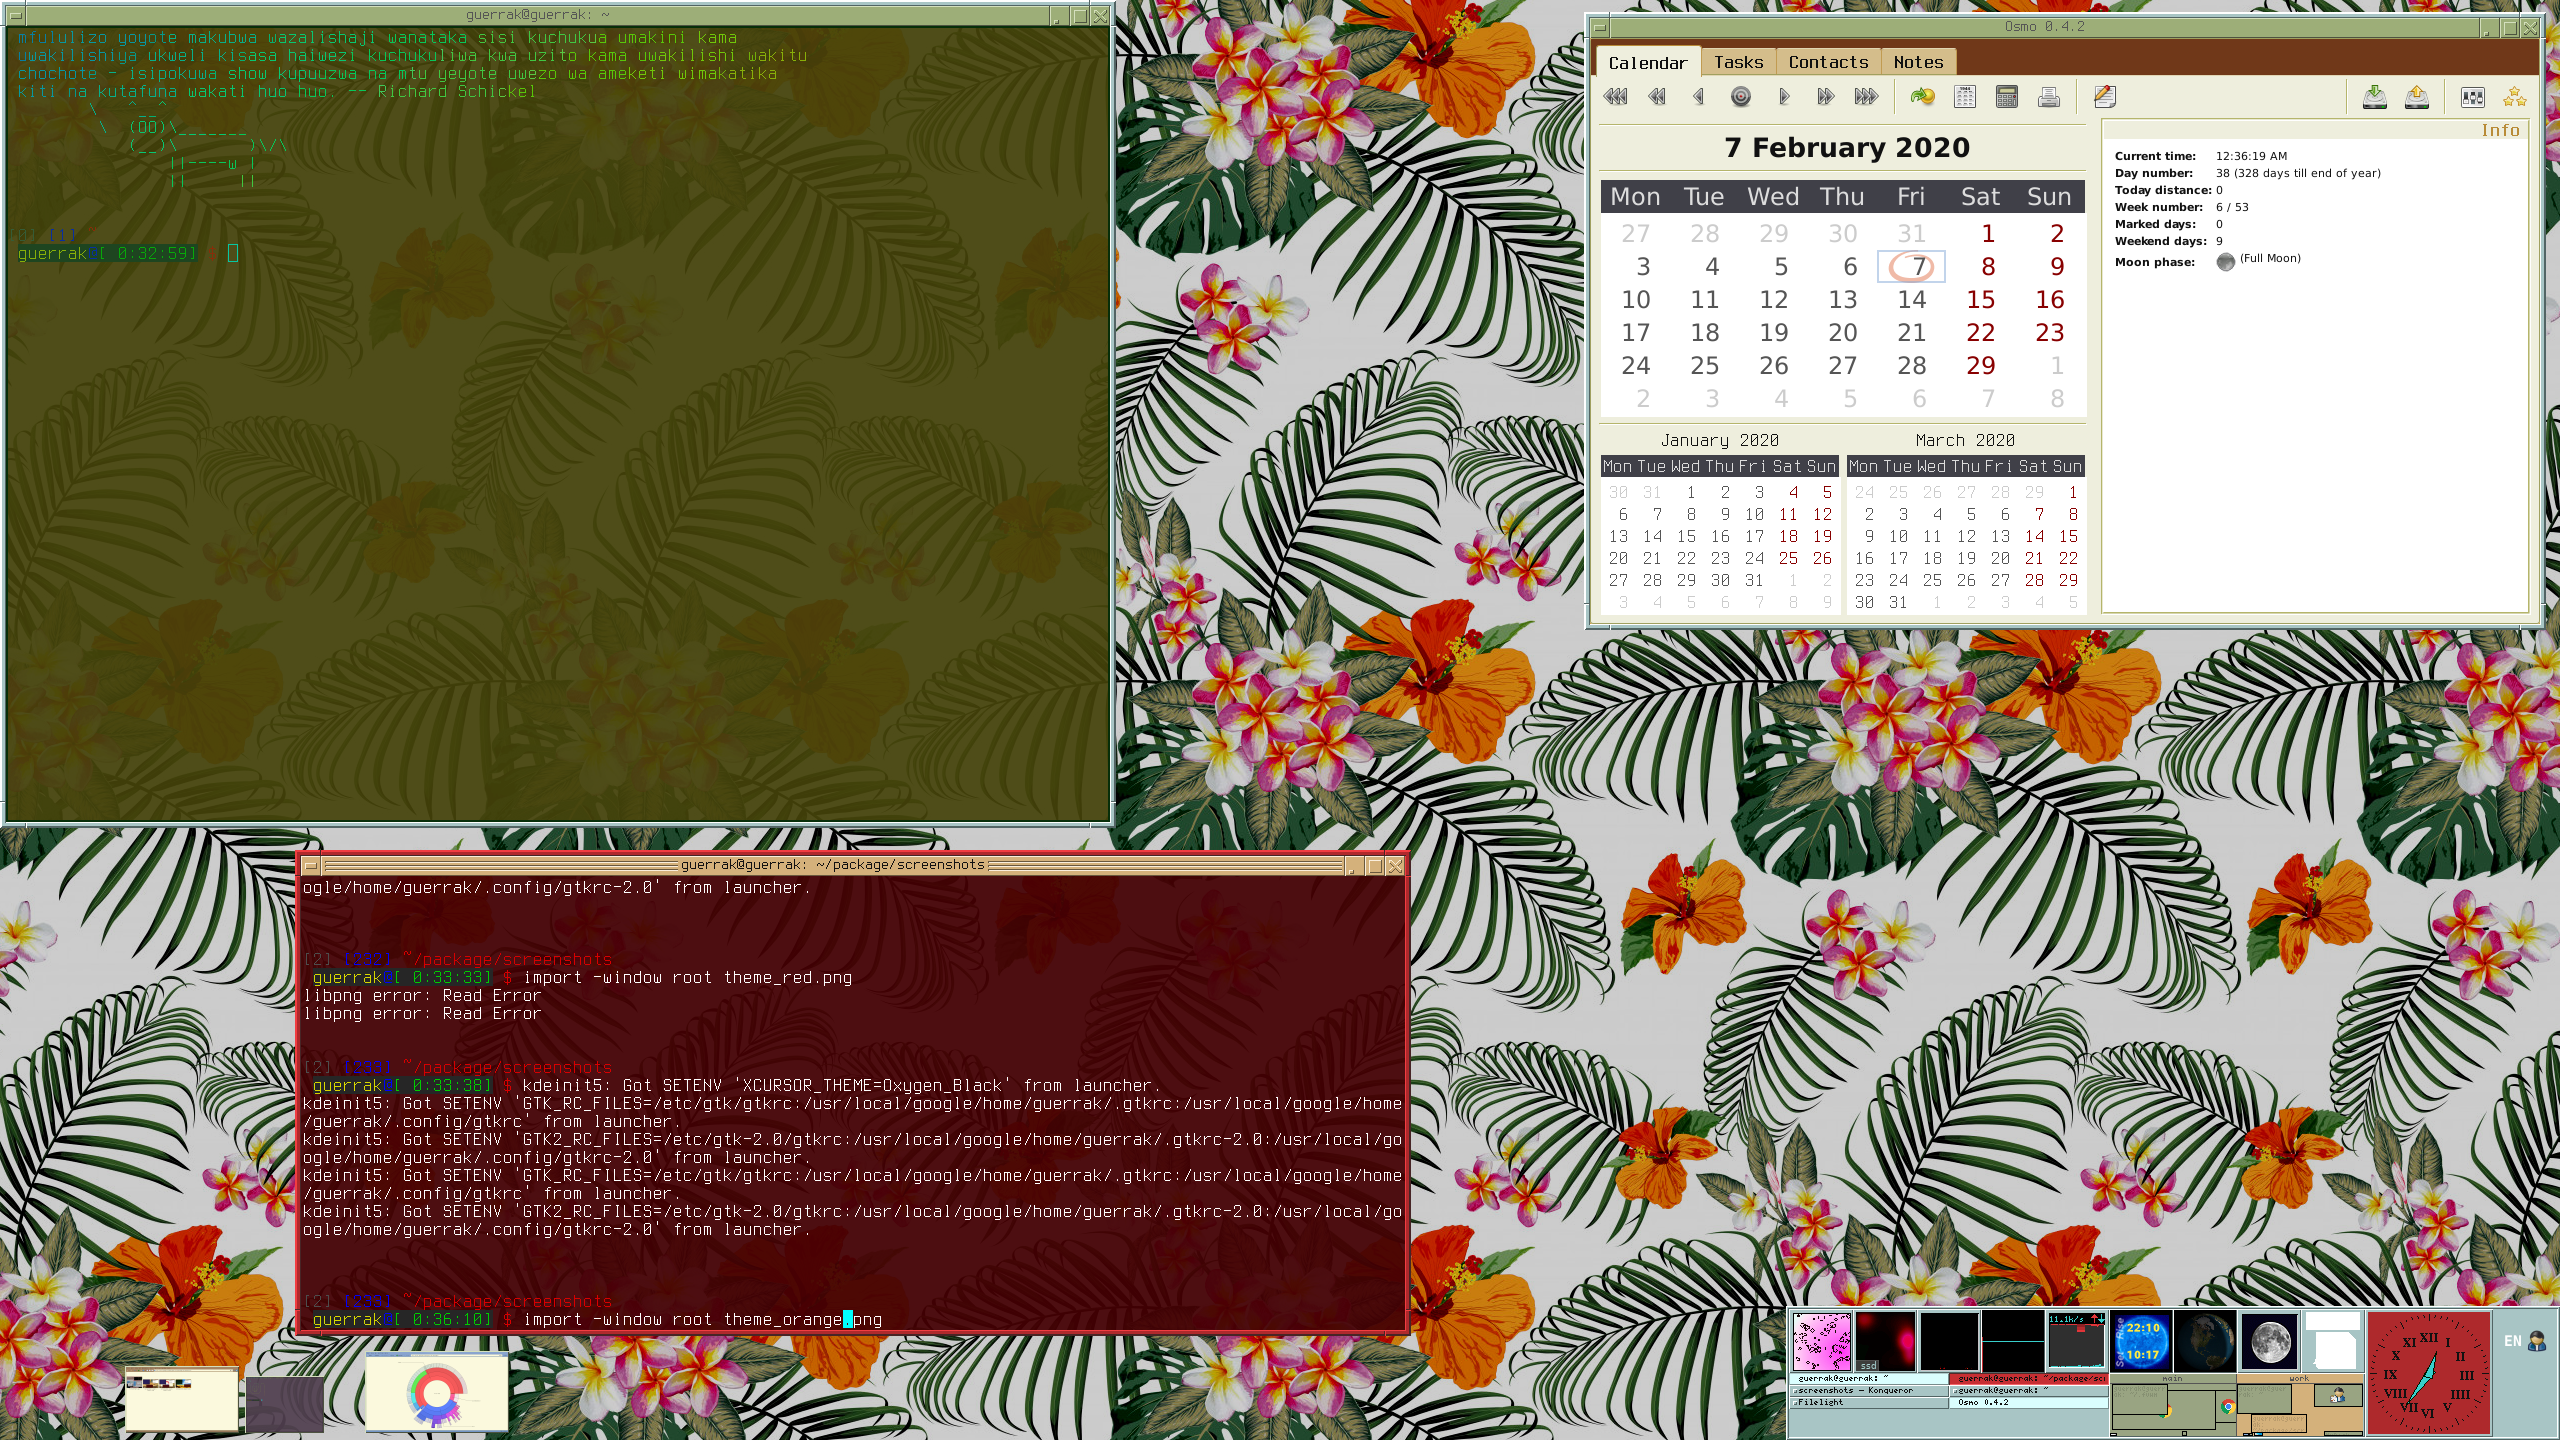 guerrak@guerrak: ~
mfululizo yoyote makubwa wazalishaji wanataka sisi kuchukua umakini kama
uwakilishiya ukweli kisasa haiwezi kuchukuliwa kwa uzito kama uwakilishi wakitu
chochote - isipokuwa show kupuuzwa na mtu yeyote uwezo wa ameketi wimakatika
kiti na kutafuna wakati huo huo. -- Richard Schickel
[0] [1] ~
guerrak [ 0:32:59]
Osmo 0.4.2
Calendar Tasks Contacts Notes
7 February 2020
Mon Tue Wed Thu Fri Sat Sun
27 28 29 30 31 1 2
3 4 5 6 7 8 9
10 11 12 13 14 15 16
17 18 19 20 21 22 23
24 25 26 27 28 29 1
2 3 4 5 6 7 8
January 2020
Mon Tue Wed Thu Fri Sat Sun
30 31 1 2 3 4 5
6 7 8 9 10 11 12
13 14 15 16 17 18 19
20 21 22 23 24 25 26
27 28 29 30 31 1 2
3 4 5 6 7 8 9
March 2020
Mon Tue Wed Thu Fri Sat Sun
24 25 26 27 28 29 1
2 3 4 5 6 7 8
9 10 11 12 13 14 15
16 17 18 19 20 21 22
23 24 25 26 27 28 29
30 31 1 2 3 4 5
Info
Current time: 12:36:19 AM
Day number: 38 (328 days till end of year)
Today distance: 0
Week number: 6 / 53
Marked days: 0
Weekend days: 9
Moon phase: (Full Moon)
guerrak@guerrak: ~/package/screenshots
ogle/home/guerrak/.config/gtkrc-2.0' from launcher.
[2] [232] ~/package/screenshots
guerrak [ 0:33:33] $ import -window root theme_red.png
libpng error: Read Error
libpng error: Read Error
[2] [233] ~/package/screenshots
guerrak [ 0:33:38] $ kdeinit5: Got SETENV 'XCURSOR_THEME=Oxygen_Black' from launcher.
kdeinit5: Got SETENV 'GTK_RC_FILES=/etc/gtk/gtkrc:/usr/local/google/home/guerrak/.gtkrc:/usr/local/google/home
/guerrak/.config/gtkrc' from launcher.
kdeinit5: Got SETENV 'GTK2_RC_FILES=/etc/gtk-2.0/gtkrc:/usr/local/google/home/guerrak/.gtkrc-2.0:/usr/local/go
ogle/home/guerrak/.config/gtkrc-2.0' from launcher.
kdeinit5: Got SETENV 'GTK_RC_FILES=/etc/gtk/gtkrc:/usr/local/google/home/guerrak/.gtkrc:/usr/local/google/home
/guerrak/.config/gtkrc' from launcher.
kdeinit5: Got SETENV 'GTK2_RC_FILES=/etc/gtk-2.0/gtkrc:/usr/local/google/home/guerrak/.gtkrc-2.0:/usr/local/go
ogle/home/guerrak/.config/gtkrc-2.0' from launcher.
[2] [233] ~/package/screenshots
guerrak [ 0:36:10] $ import -window root theme_orange.png
ssd
11.1k/s
Set Rise
22:10
10:17
guerrak@guerrak: ~
guerrak@guerrak: ~/package/scr
screenshots - Konqueror
guerrak@guerrak: ~
Filelight
Osmo 0.4.2
main
work
XII I II III IIII V VI VII VIII IX X XI
EN